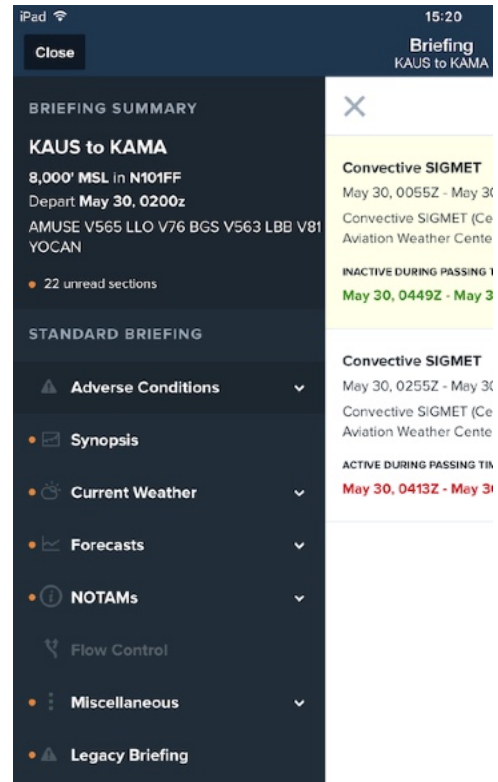 iPad
15:20
Close
Briefing
KAUS to KAMA
BRIEFING SUMMARY
KAUS to KAMA
8,000' MSL in N101FF
Depart May 30, 0200z
AMUSE V565 LLO V76 BGS V563 LBB V81
YOCAN
22 unread sections
STANDARD BRIEFING
Adverse Conditions
Synopsis
Current Weather
Forecasts
NOTAMs
Flow Control
Miscellaneous
Legacy Briefing
Convective SIGMET
May 30, 0055Z - May 30
Convective SIGMET (Ce
Aviation Weather Cente
INACTIVE DURING PASSING T
May 30, 0449Z - May 3
Convective SIGMET
May 30, 0255Z - May 30
Convective SIGMET (Ce
Aviation Weather Cente
ACTIVE DURING PASSING TIM
May 30, 0413Z - May 30